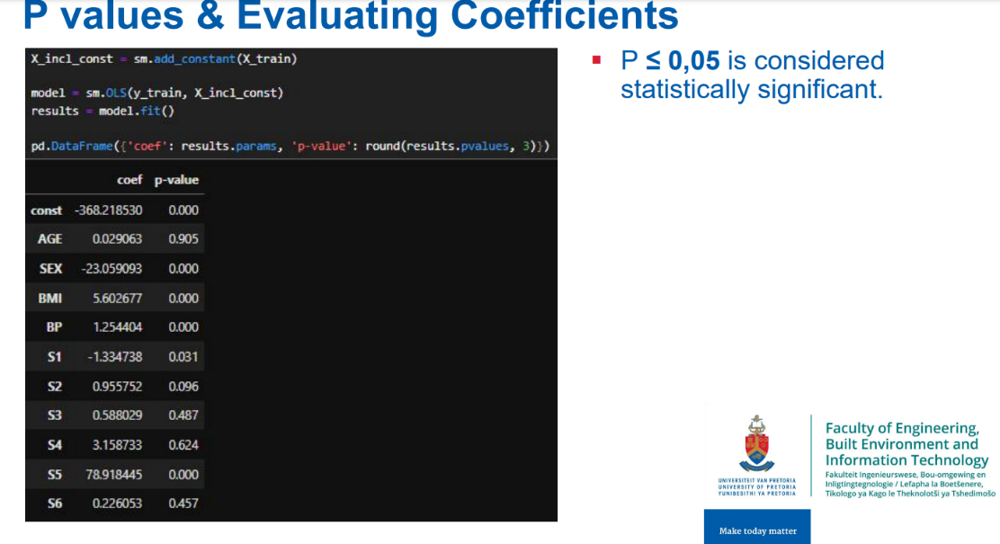 P values & Evaluating Coefficients
X_incl_const = sm.add_constant(X_train)
model = sm.OLS(y_train, X_incl_const)
results = model.fit()
pd.DataFrame({'coef': results.params, 'p-value': round(results.pvalues, 3)})
coef p-value
const -368.218530 0.000
AGE 0.029063 0.905
SEX -23.059093 0.000
BMI 5.602677 0.000
BP 1.254404 0.000
S1 -1.334738 0.031
S2 0.955752 0.096
S3 0.588029 0.487
S4 3.158733 0.624
S5 78.918445 0.000
S6 0.226053 0.457
P ≤ 0,05 is considered
statistically significant.
UNIVERSITEIT VAN PRETORIA
UNIVERSITY OF PRETORIA
YUNIBESITHI YA PRETORIA
Faculty of Engineering,
Built Environment and
Information Technology
Fakulteit Ingenieurswese, Bou-omgewing en
Inligtingtegnologie / Lefapha la Boetšenere,
Tikologo ya Kago le Theknolotši ya Tshedimošo
Make today matter